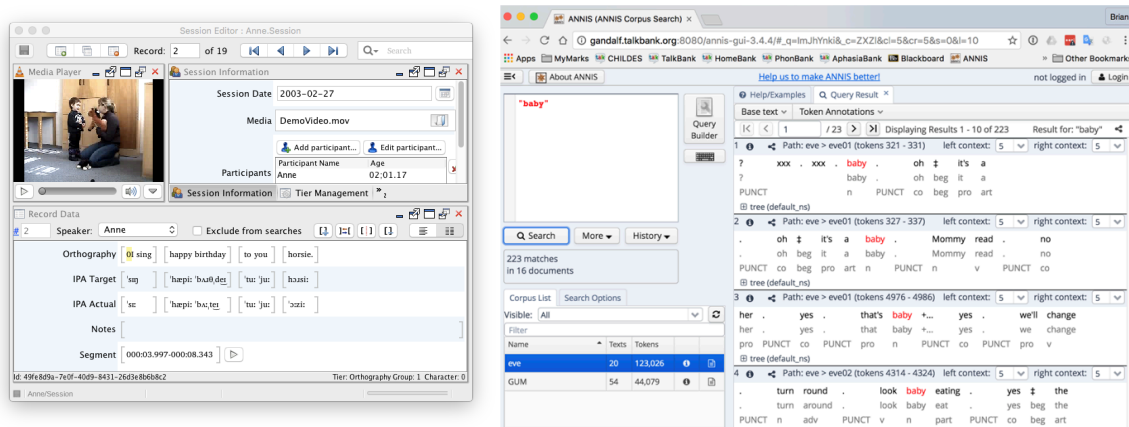 Session Editor : Anne.Session
Record: 2 of 19 Search
Media Player
Session Information
Session Date 2003-02-27
Media DemoVideo.mov
Add participant... Edit participant...
Participants
Participant Name Age
Anne 02;01.17
Session Information Tier Management » 2
Record Data
# 2 Speaker: Anne Exclude from searches
Orthography [0I sing] [happy birthday] [to you] [horsie.]
IPA Target
IPA Actual
Notes
Segment 000:03.997-000:08.343
Id: 49fe8d9a-7e0f-40d9-8431-26d3e8b6b8c2 Tier: Orthography Group: 1 Character: 0
Anne/Session
ANNIS (ANNIS Corpus Search) × Brian
gandalf.talkbank.org:8080/annis-gui-3.4.4/#_q=ImJhYnki&_c=ZXZl&cl=5&cr=5&s=0&l=10
Apps MyMarks CHILDES TalkBank HomeBank PhonBank AphasiaBank Blackboard ANNIS » Other Bookmarks
About ANNIS Help us to make ANNIS better! not logged in Login
"baby"
Query Builder
Search More History
223 matches
in 16 documents
Corpus List Search Options
Visible: All
Filter
Name Texts Tokens
eve 20 123,026
GUM 54 44,079
Help/Examples Query Result ×
Base text Token Annotations
1 / 23 Displaying Results 1 - 10 of 223 Result for: "baby"
1 Path: eve > eve01 (tokens 321 - 331) left context: 5 right context: 5
? xxx . xxx . baby . oh ‡ it's a
? baby . oh beg it a
PUNCT n PUNCT co beg pro art
tree (default_ns)
2 Path: eve > eve01 (tokens 327 - 337) left context: 5 right context: 5
. oh ‡ it's a baby . Mommy read . no
. oh beg it a baby . Mommy read . no
PUNCT co beg pro art n PUNCT n v PUNCT co
tree (default_ns)
3 Path: eve > eve01 (tokens 4976 - 4986) left context: 5 right context: 5
her . yes . that's baby +... yes . we'll change
her . yes . that baby +... yes . we change
pro PUNCT co PUNCT pro n PUNCT co PUNCT pro v
tree (default_ns)
4 Path: eve > eve02 (tokens 4314 - 4324) left context: 5 right context: 5
. turn round . look baby eating . yes ‡ the
. turn around . look baby eat . yes beg the
PUNCT n adv PUNCT v n part PUNCT co beg art